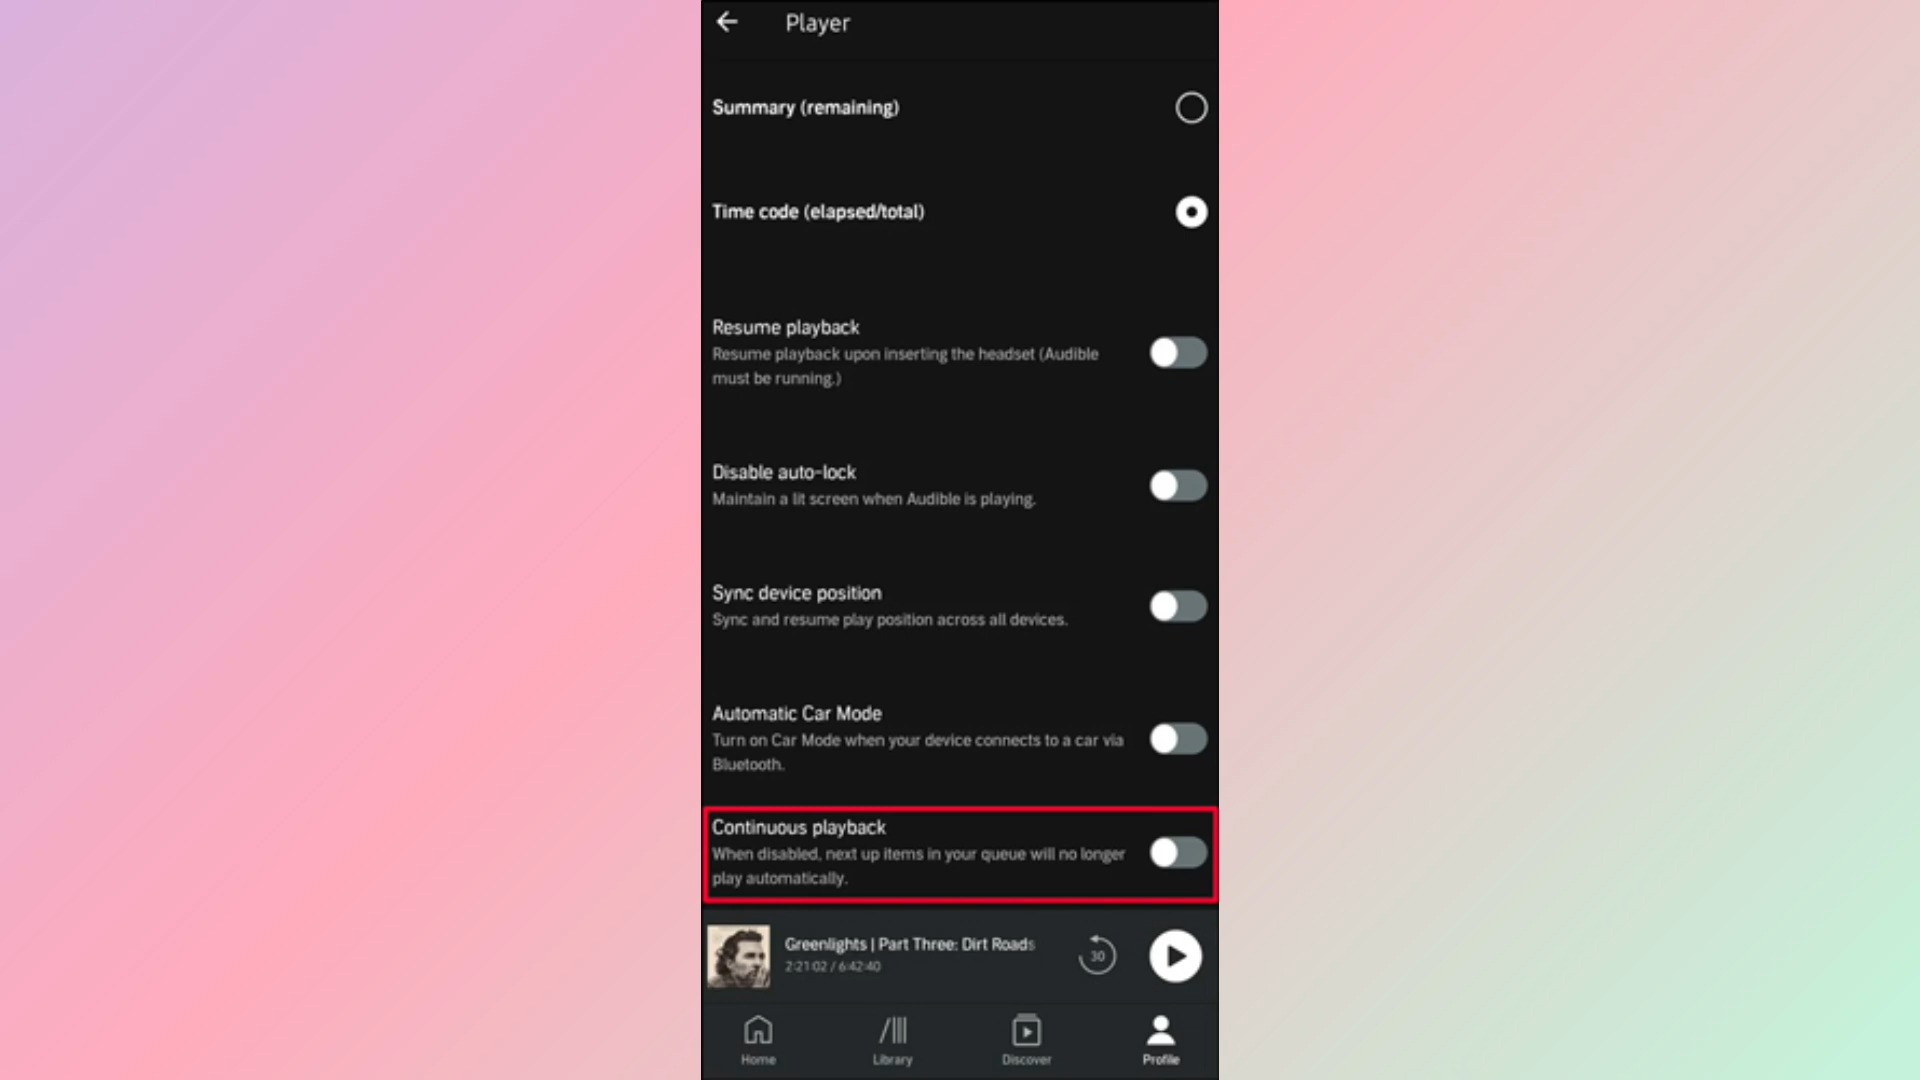 Player
Summary (remaining)
Time code (elapsed/total)
Resume playback
Resume playback upon inserting the headset (Audible
must be running.)
Disable auto-lock
Maintain a lit screen when Audible is playing.
Sync device position
Sync and resume play position across all devices.
Automatic Car Mode
Turn on Car Mode when your device connects to a car via
Bluetooth.
Continuous playback
When disabled, next up items in your queue will no longer
play automatically.
Greenlights | Part Three: Dirt Roads
2:21:02 / 6:42:40
30
Home
Library
Discover
Profile